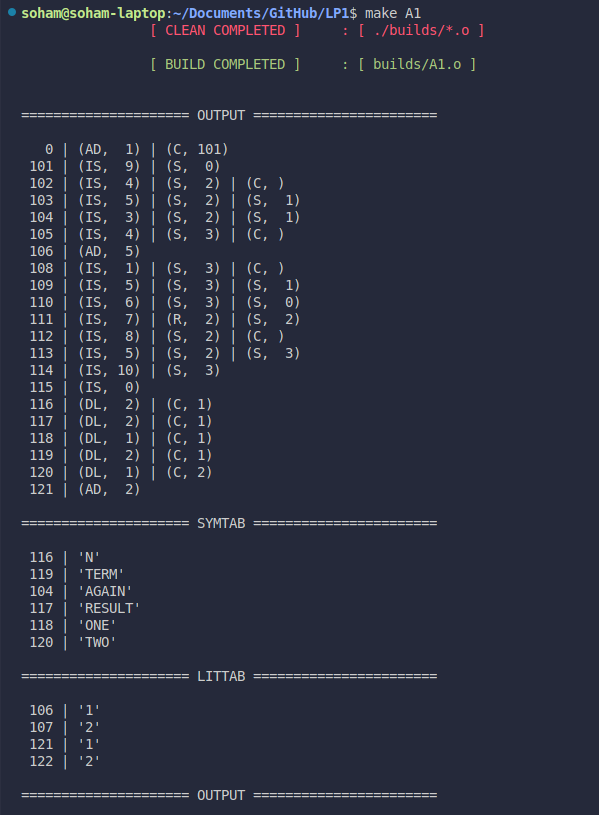 soham@soham-laptop:~/Documents/GitHub/LP1$ make A1
[ CLEAN COMPLETED ]     : [ ./builds/*.o ]
[ BUILD COMPLETED ]     : [ builds/A1.o ]
===================== OUTPUT =======================
0 | (AD,  1) | (C, 101)
101 | (IS,  9) | (S,  0)
102 | (IS,  4) | (S,  2) | (C, )
103 | (IS,  5) | (S,  2) | (S,  1)
104 | (IS,  3) | (S,  2) | (S,  1)
105 | (IS,  4) | (S,  3) | (C, )
106 | (AD,  5)
108 | (IS,  1) | (S,  3) | (C, )
109 | (IS,  5) | (S,  3) | (S,  1)
110 | (IS,  6) | (S,  3) | (S,  0)
111 | (IS,  7) | (R,  2) | (S,  2)
112 | (IS,  8) | (S,  2) | (C, )
113 | (IS,  5) | (S,  2) | (S,  3)
114 | (IS, 10) | (S,  3)
115 | (IS,  0)
116 | (DL,  2) | (C, 1)
117 | (DL,  2) | (C, 1)
118 | (DL,  1) | (C, 1)
119 | (DL,  2) | (C, 1)
120 | (DL,  1) | (C, 2)
121 | (AD,  2)
===================== SYMTAB =======================
116 | 'N'
119 | 'TERM'
104 | 'AGAIN'
117 | 'RESULT'
118 | 'ONE'
120 | 'TWO'
===================== LITTAB =======================
106 | '1'
107 | '2'
121 | '1'
122 | '2'
===================== OUTPUT =======================